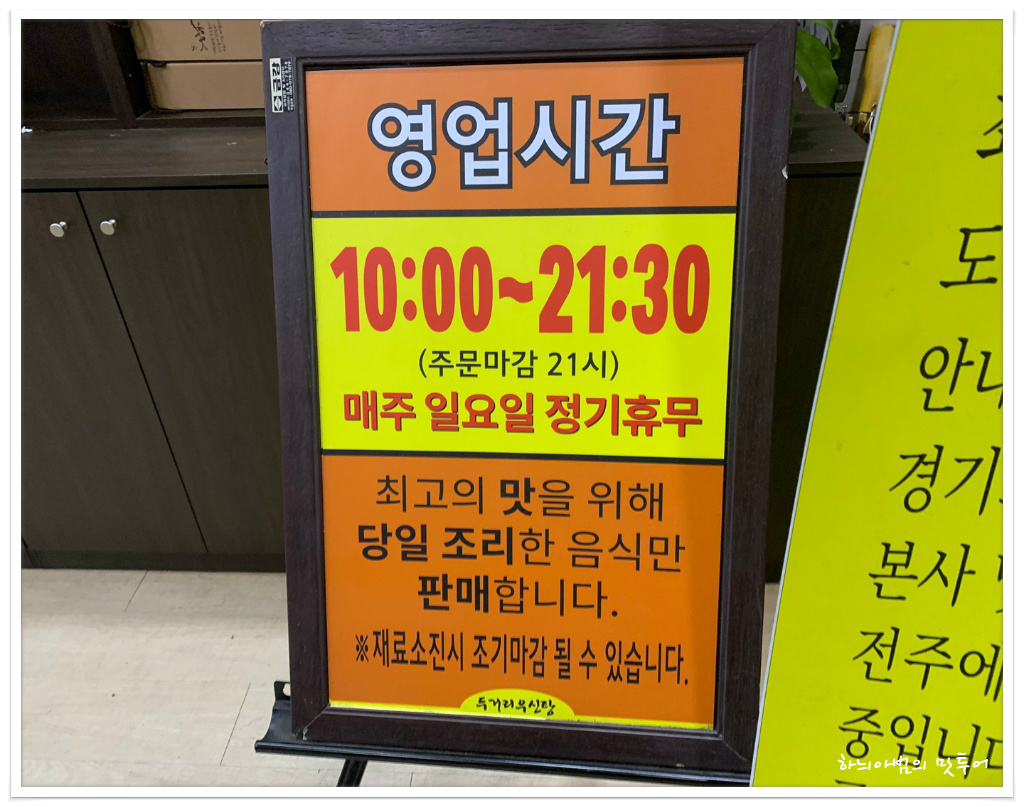 영업시간
10:00~21:30
(주문마감 21시)
매주 일요일 정기휴무
최고의 맛을 위해
당일 조리한 음식만
판매합니다.
※재료소진시 조기마감 될 수 있습니다.
두거리우신탕
도
안내
경기
본사
전주에
중입니다
하늬아범의 맛투어